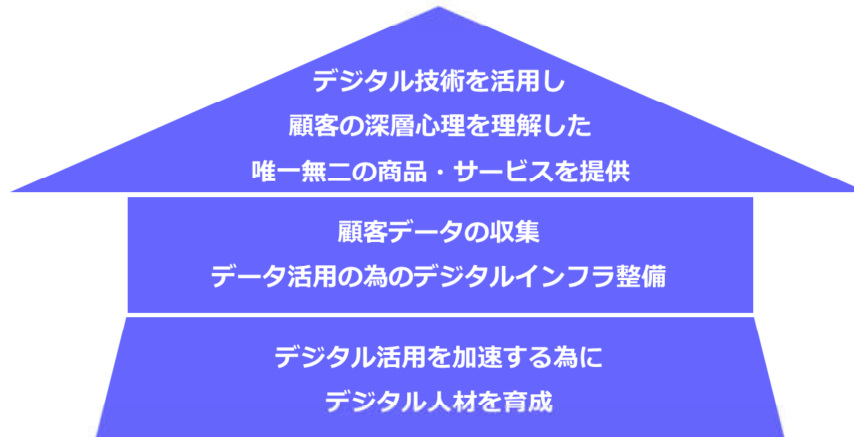 デジタル技術を活用し
顧客の深層心理を理解した
唯一無二の商品・サービスを提供
顧客データの収集
データ活用の為のデジタルインフラ整備
デジタル活用を加速する為に
デジタル人材を育成